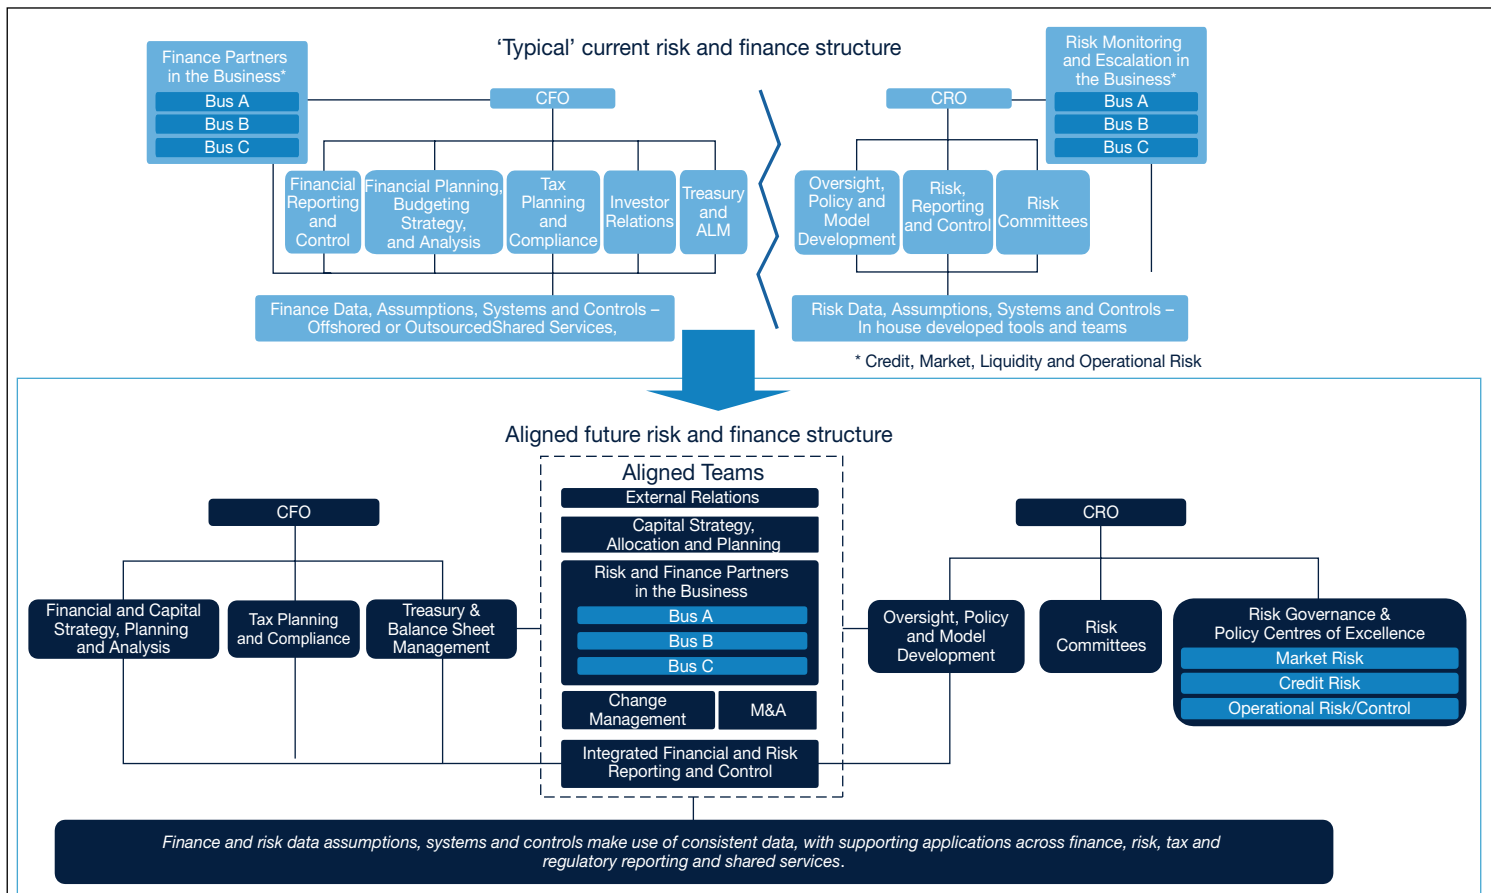 ‘Typical’ current risk and finance structure
Finance Partners
in the Business*
Bus A
Bus B
Bus C
CFO
Financial
Reporting
and
Control
Financial Planning,
Budgeting
Strategy,
and Analysis
Tax
Planning
and
Compliance
Investor
Relations
Treasury
and
ALM
Finance Data, Assumptions, Systems and Controls –
Offshored or OutsourcedShared Services,
CRO
Risk Monitoring
and Escalation in
the Business*
Bus A
Bus B
Bus C
Oversight,
Policy and
Model
Development
Risk,
Reporting
and Control
Risk
Committees
Risk Data, Assumptions, Systems and Controls –
In house developed tools and teams
* Credit, Market, Liquidity and Operational Risk
Aligned future risk and finance structure
CFO
Financial and Capital
Strategy, Planning
and Analysis
Tax Planning
and Compliance
Treasury &
Balance Sheet
Management
Aligned Teams
External Relations
Capital Strategy,
Allocation and Planning
Risk and Finance Partners
in the Business
Bus A
Bus B
Bus C
Change
Management
M&A
Integrated Financial and Risk
Reporting and Control
CRO
Oversight, Policy
and Model
Development
Risk
Committees
Risk Governance &
Policy Centres of Excellence
Market Risk
Credit Risk
Operational Risk/Control
Finance and risk data assumptions, systems and controls make use of consistent data, with supporting applications across finance, risk, tax and
regulatory reporting and shared services.